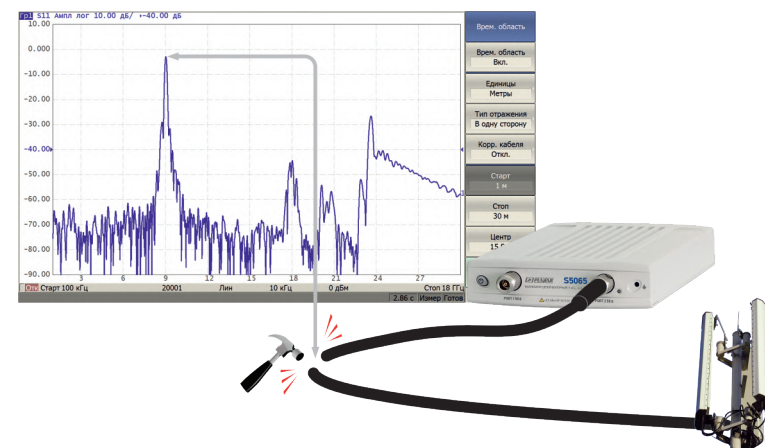 Гр1 S11 Ампл лог 10.00 дБ/ →-40.00 дБ
10.00
0.000
-10.00
-20.00
-30.00
-40.00
-50.00
-60.00
-70.00
-80.00
-90.00
3 6 9 12 15 18 21 24 27
Старт 100 кГц 20001 Лин 10 кГц 0 дБм Стоп 18 ГГц
2.86 с Измер Готов
Врем. область
Врем. область
Вкл.
Единицы
Метры
Тип отражения
В одну сторону
Корр. кабеля
Откл.
Старт
1 м
Стоп
30 м
Центр
15.5
S5065